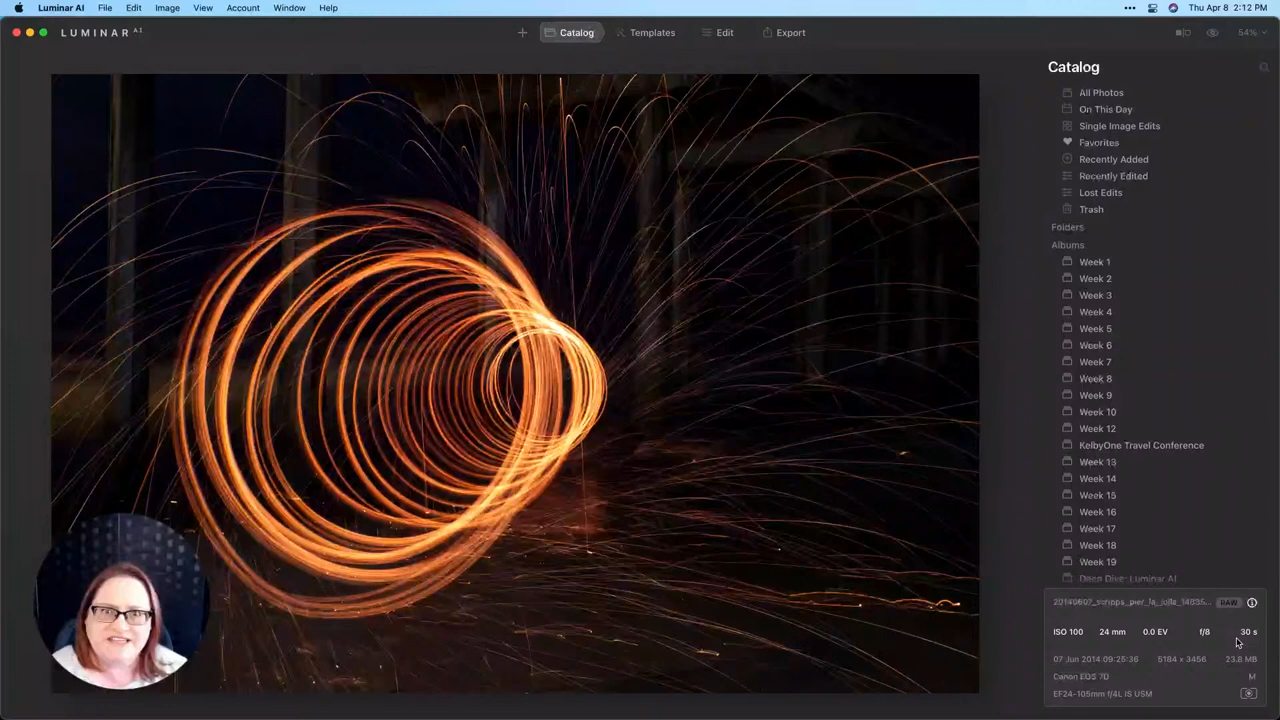 Luminar AI File Edit Image View Account Window Help
Thu Apr 8 2:12 PM
LUMINAR AI
Catalog Templates Edit Export
54%
Catalog
All Photos
On This Day
Single Image Edits
Favorites
Recently Added
Recently Edited
Lost Edits
Trash
Folders
Albums
Week 1
Week 2
Week 3
Week 4
Week 5
Week 6
Week 7
Week 8
Week 9
Week 10
Week 12
KelbyOne Travel Conference
Week 13
Week 14
Week 15
Week 16
Week 17
Week 18
Week 19
Deep Dive: Luminar AI
RAW
ISO 100 24 mm 0.0 EV f/8 30 s
07 Jun 2014 09:25:36 5184 x 3456 23.8 MB
Canon EOS 7D M
EF24-105mm f/4L IS USM